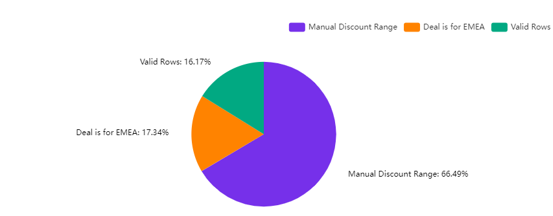 Manual Discount Range Deal is for EMEA Valid Rows
Valid Rows: 16.17%
Deal is for EMEA: 17.34%
Manual Discount Range: 66.49%